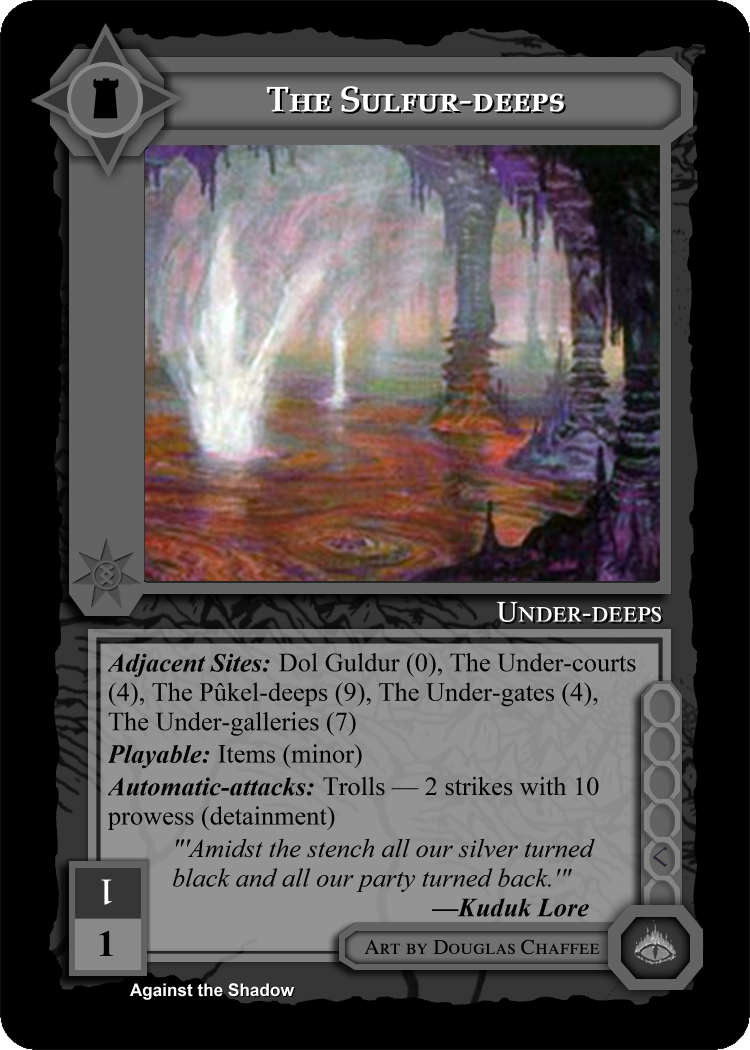 The Sulfur-deeps
Under-deeps
Adjacent Sites: Dol Guldur (0), The Under-courts
(4), The Pûkel-deeps (9), The Under-gates (4),
The Under-galleries (7)
Playable: Items (minor)
Automatic-attacks: Trolls — 2 strikes with 10
prowess (detainment)
"'Amidst the stench all our silver turned
black and all our party turned back.'"
—Kuduk Lore
1
1
Art by Douglas Chaffee
Against the Shadow